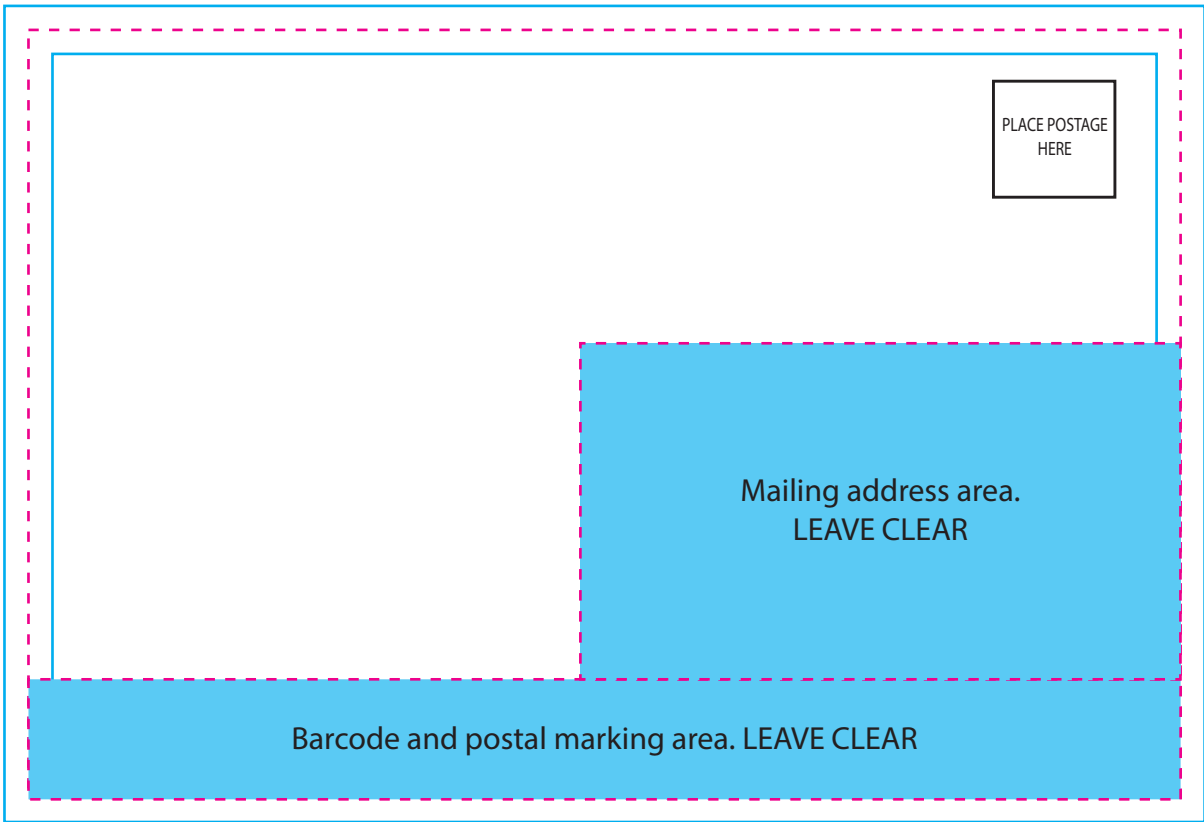 PLACE POSTAGE
HERE
Mailing address area.
LEAVE CLEAR
Barcode and postal marking area. LEAVE CLEAR